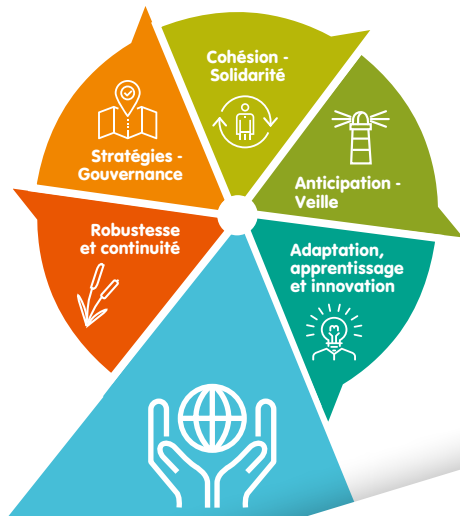 Cohésion -
Solidarité
Stratégies -
Gouvernance
Anticipation -
Veille
Robustesse
et continuité
Adaptation,
apprentissage
et innovation